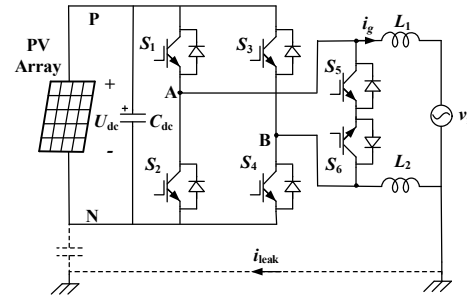 P
PV
Array
+
U_dc
-
+
C_dc
N
S_1
S_2
S_3
S_4
A
B
S_5
S_6
i_g
L_1
L_2
v
i_leak